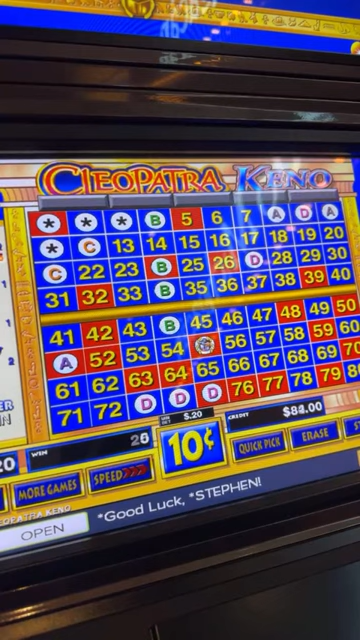 CLEOPATRA KENO
* * * B 5 6 7 A D A
* C 13 14 15 16 17 18 19 20
C 22 23 B 25 26 D 28 29 30
31 32 33 B 35 36 37 38 39 40
41 42 43 B 45 46 47 48 49 50
A 52 53 54 56 57 58 59 60
61 62 63 64 65 66 67 68 69 70
71 72 D D D 76 77 78 79
BET $.20 CREDIT
WIN 26 10¢ QUICK PICK ERASE
MORE GAMES SPEED>>>
OPEN *Good Luck, *STEPHEN!